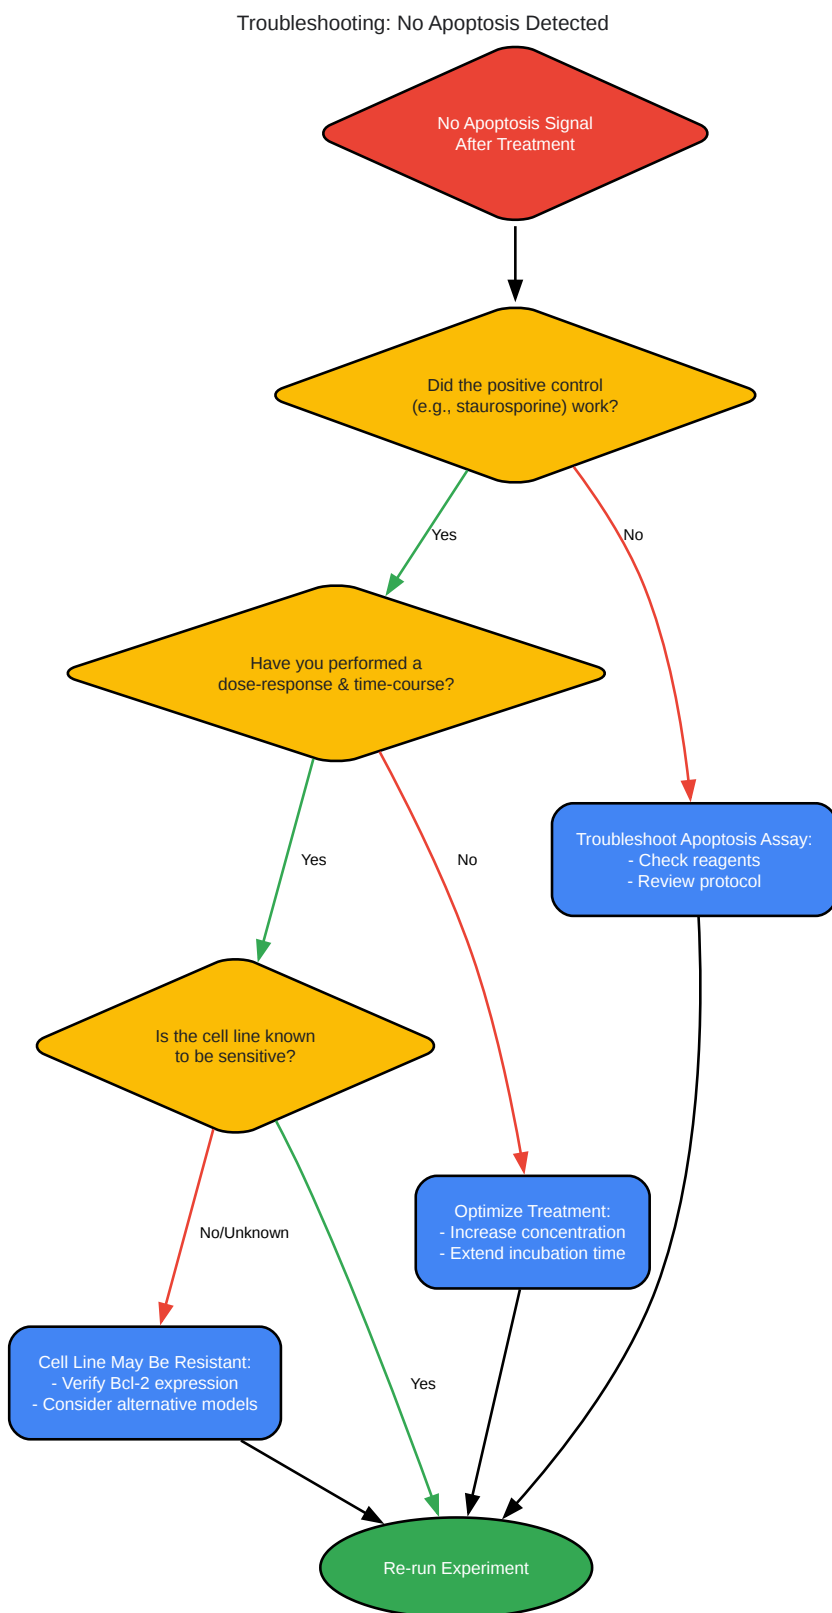 Troubleshooting: No Apoptosis Detected
No Apoptosis Signal
After Treatment
Did the positive control
(e.g., staurosporine) work?
Yes
No
Have you performed a
dose-response & time-course?
Troubleshoot Apoptosis Assay:
- Check reagents
- Review protocol
Yes
No
Is the cell line known
to be sensitive?
Optimize Treatment:
- Increase concentration
- Extend incubation time
No/Unknown
Cell Line May Be Resistant:
- Verify Bcl-2 expression
- Consider alternative models
Yes
Re-run Experiment